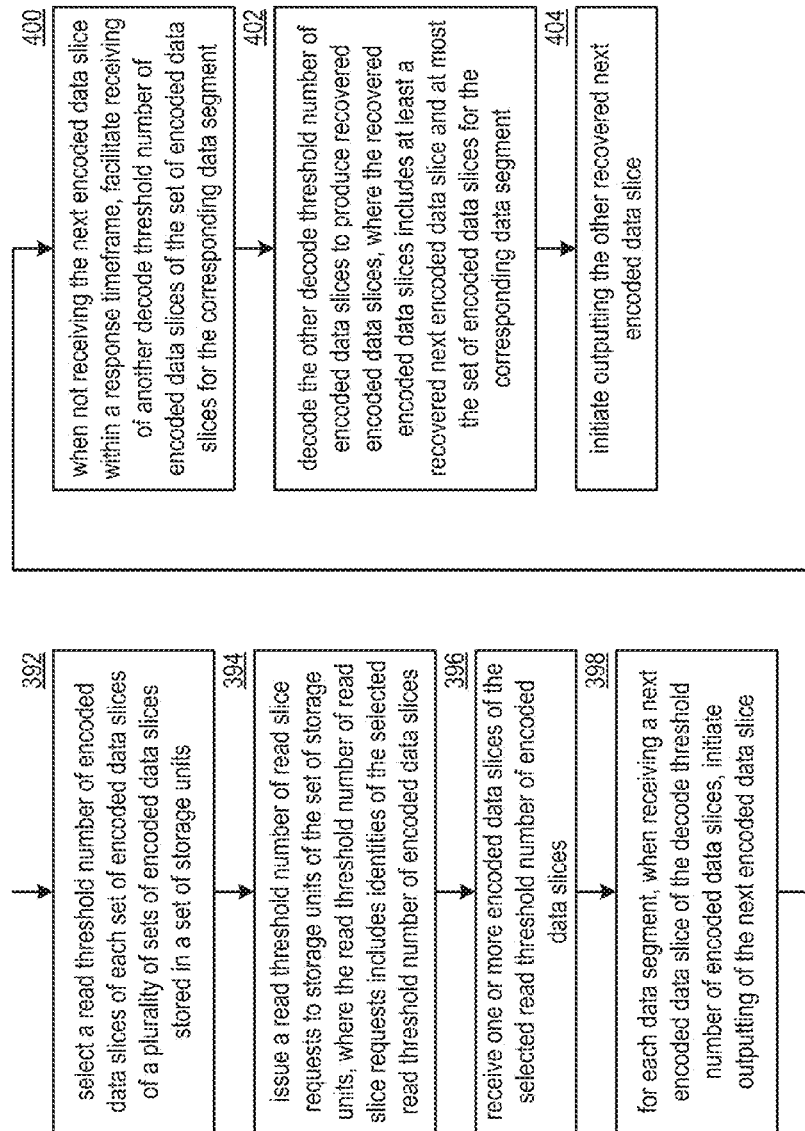 392
select a read threshold number of encoded
data slices of each set of encoded data slices
of a plurality of sets of encoded data slices
stored in a set of storage units
394
issue a read threshold number of read slice
requests to storage units of the set of storage
units, where the read threshold number of read
slice requests includes identities of the selected
read threshold number of encoded data slices
396
receive one or more encoded data slices of the
selected read threshold number of encoded
data slices
398
for each data segment, when receiving a next
encoded data slice of the decode threshold
number of encoded data slices, initiate
outputting of the next encoded data slice
400
when not receiving the next encoded data slice
within a response timeframe, facilitate receiving
of another decode threshold number of
encoded data slices of the set of encoded data
slices for the corresponding data segment
402
decode the other decode threshold number of
encoded data slices to produce recovered
encoded data slices, where the recovered
encoded data slices includes at least a
recovered next encoded data slice and at most
the set of encoded data slices for the
corresponding data segment
404
initiate outputting the other recovered next
encoded data slice